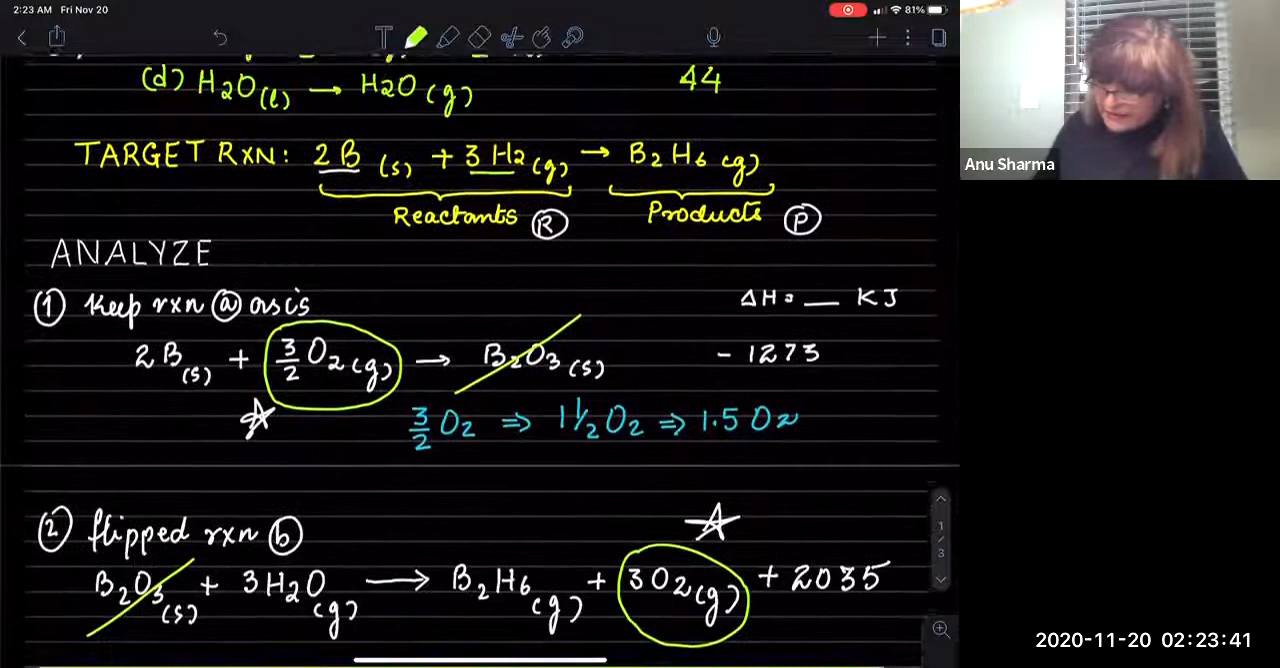 2:23 AM Fri Nov 20
81%
(d) H2O(l) → H2O(g) 44
TARGET RXN: 2B (s) + 3H2(g) → B2H6(g)
Reactants Ⓡ Products Ⓟ
ANALYZE
① Keep rxn ⓐ as is ΔH = __ KJ
2B(s) + 3/2 O2(g) → B2O3(s) - 1273
3/2 O2 ⇒ 1 1/2 O2 ⇒ 1.5 O2
② flipped rxn ⓑ
B2O3(s) + 3H2O(g) → B2H6(g) + 3O2(g) + 2035
1/3
Anu Sharma
2020-11-20 02:23:41